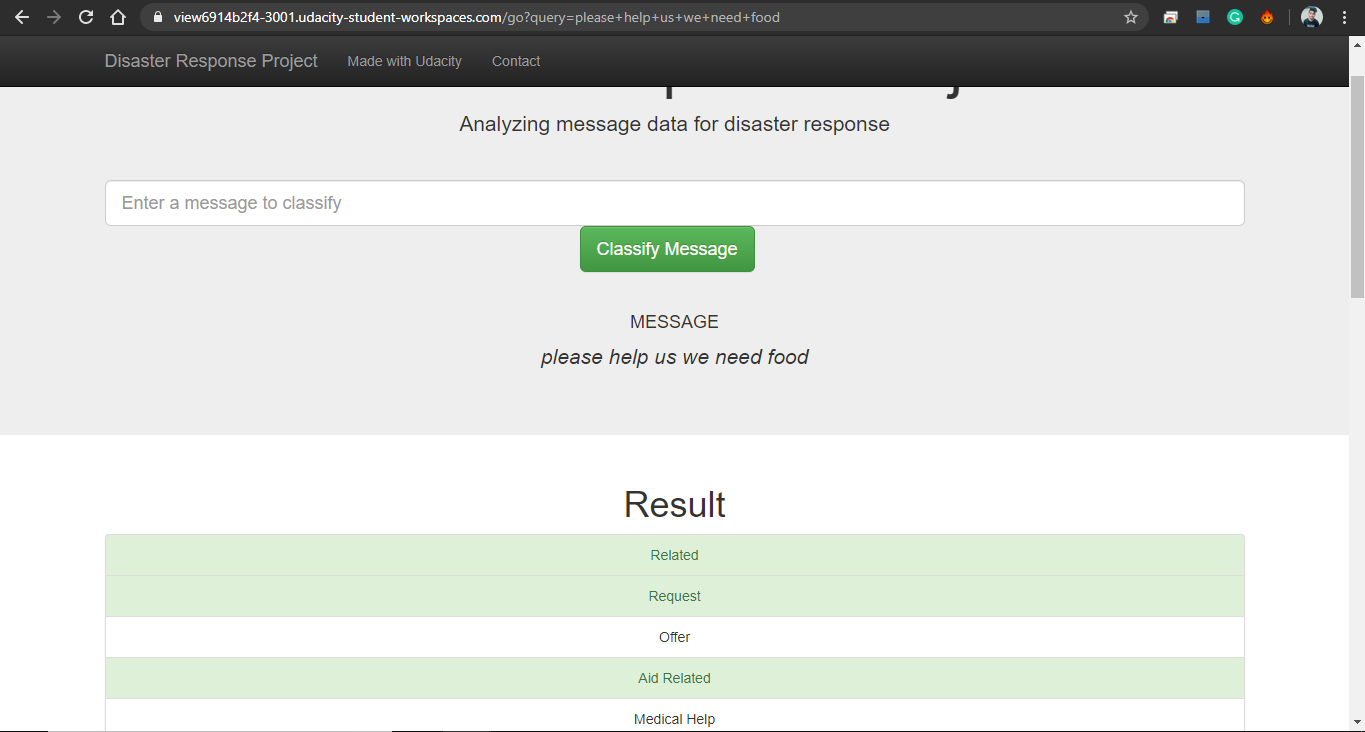 view6914b2f4-3001.udacity-student-workspaces.com/go?query=please+help+us+we+need+food
Disaster Response Project Made with Udacity Contact
Analyzing message data for disaster response
Enter a message to classify
Classify Message
MESSAGE
please help us we need food
Result
Related
Request
Offer
Aid Related
Medical Help